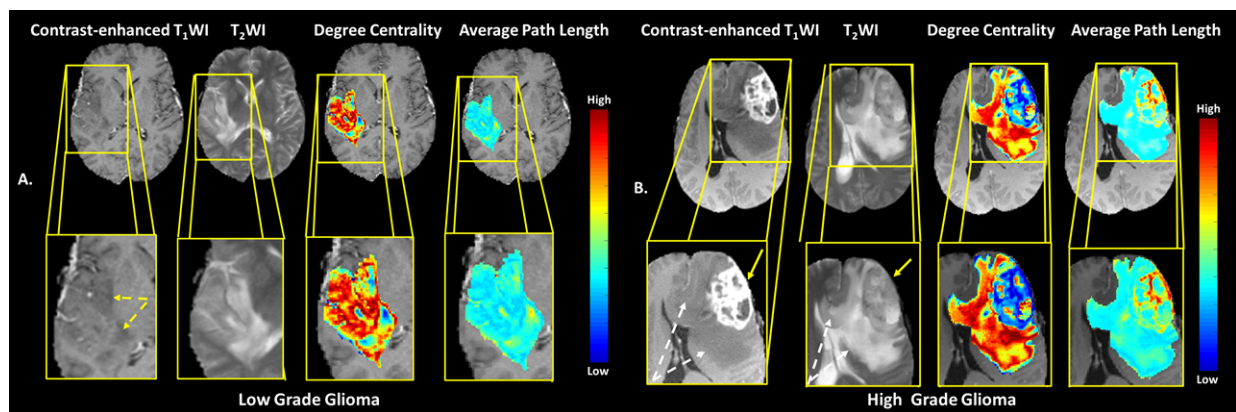 Contrast-enhanced T₁WI T₂WI Degree Centrality Average Path Length
High
A.
Low
Low Grade Glioma
Contrast-enhanced T₁WI T₂WI Degree Centrality Average Path Length
High
B.
Low
High Grade Glioma